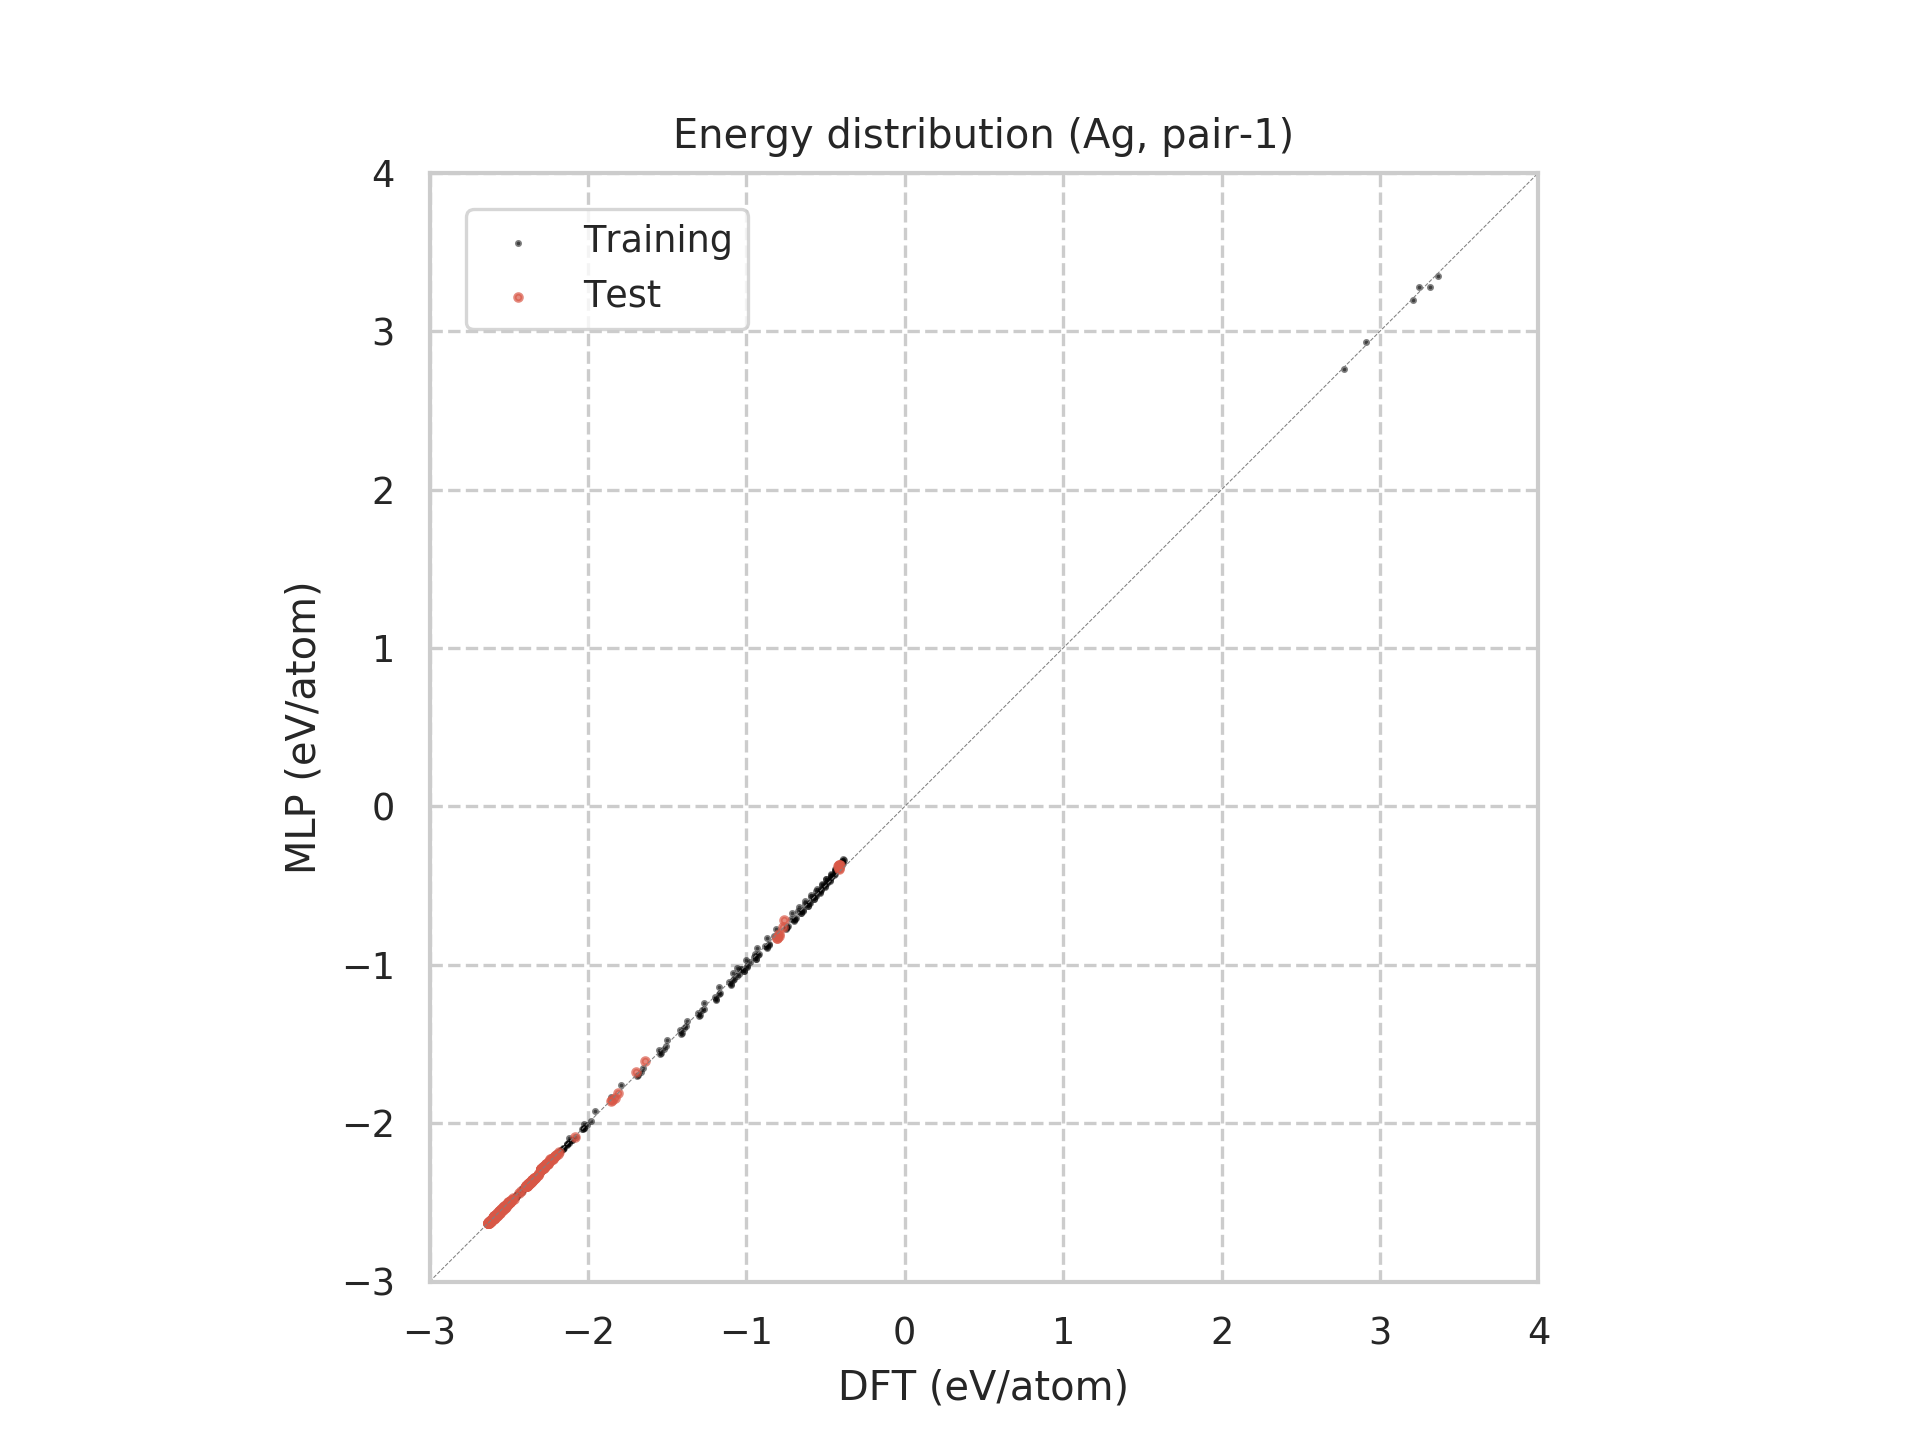 Energy distribution (Ag, pair-1)
Training
Test
4
3
2
1
0
−1
−2
−3
MLP (eV/atom)
−3 −2 −1 0 1 2 3 4
DFT (eV/atom)